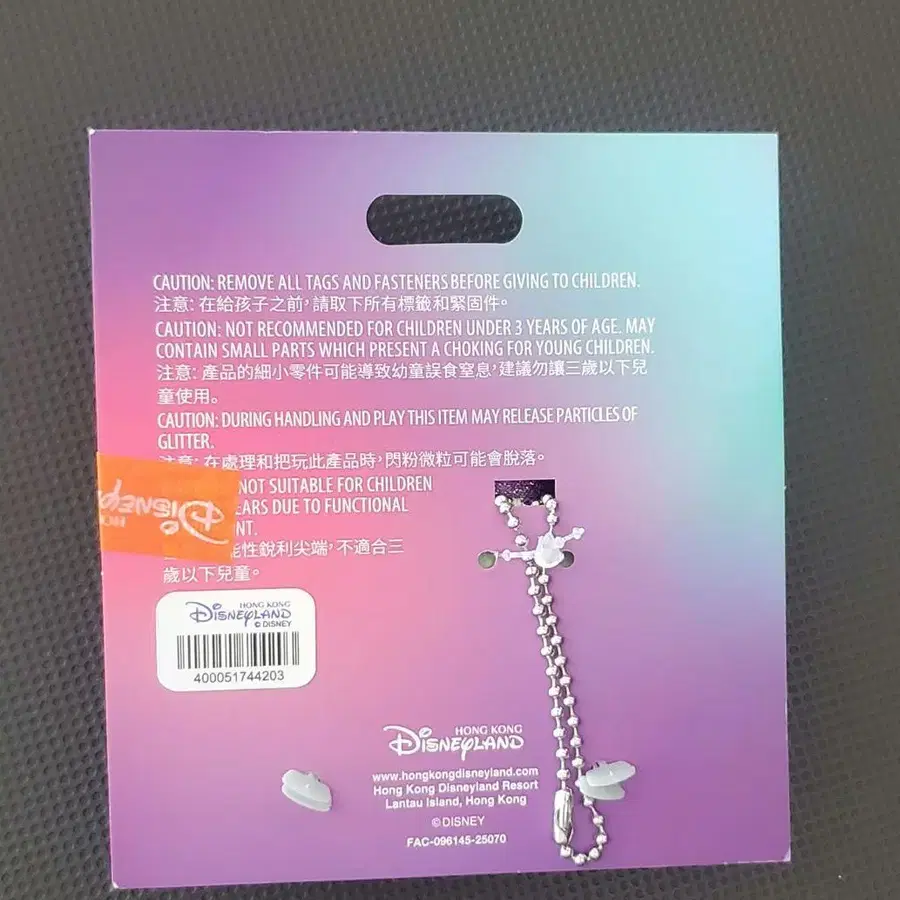 CAUTION: REMOVE ALL TAGS AND FASTENERS BEFORE GIVING TO CHILDREN.
注意: 在給孩子之前, 請取下所有標籤和緊固件。
CAUTION: NOT RECOMMENDED FOR CHILDREN UNDER 3 YEARS OF AGE. MAY
CONTAIN SMALL PARTS WHICH PRESENT A CHOKING FOR YOUNG CHILDREN.
注意: 產品的細小零件可能導致幼童誤食窒息, 建議勿讓三歲以下兒
童使用。
CAUTION: DURING HANDLING AND PLAY THIS ITEM MAY RELEASE PARTICLES OF
GLITTER.
注意: 在處理和把玩此產品時, 閃粉微粒可能會脫落。
NOT SUITABLE FOR CHILDREN
DUE TO FUNCTIONAL
能性銳利尖端, 不適合三
歲以下兒童。
DISNEY
HONG KONG
DISNEYLAND
© DISNEY
400051744203
HONG KONG
DISNEYLAND
www.hongkongdisneyland.com
Hong Kong Disneyland Resort
Lantau Island, Hong Kong
© DISNEY
FAC-096145-25070